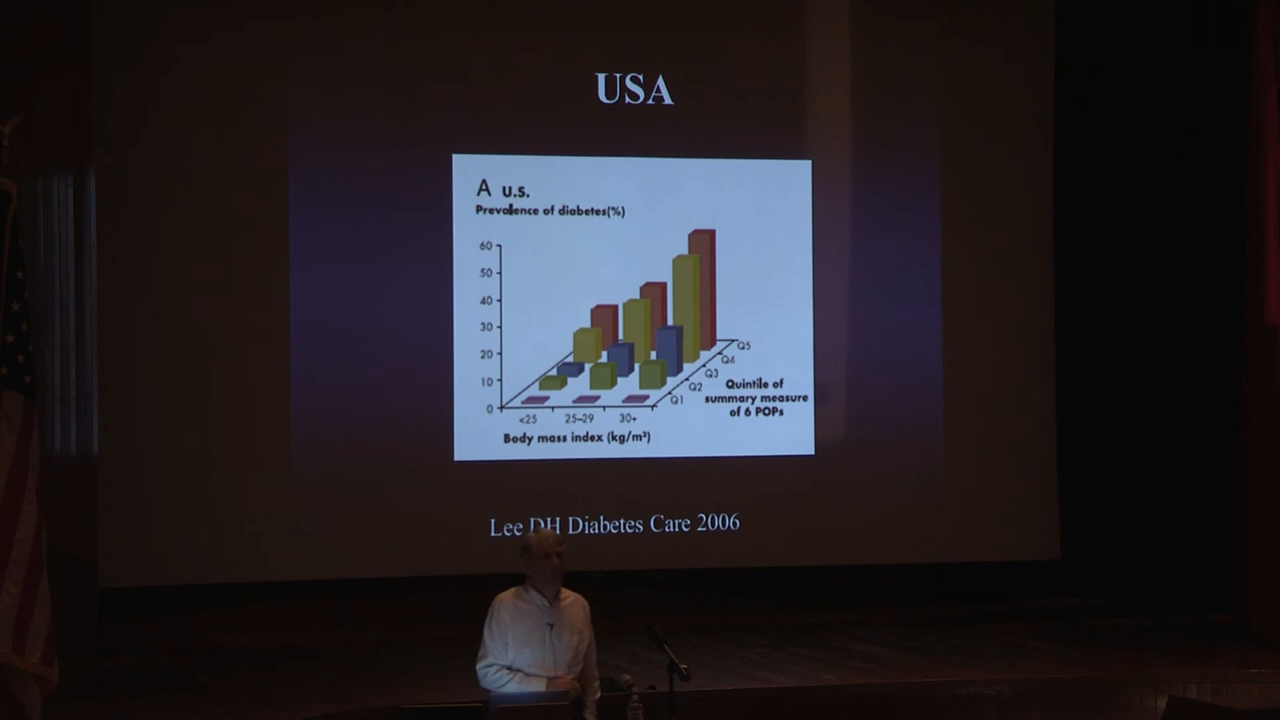 USA
A U.S.
Prevalence of diabetes(%)
60
50
40
30
20
10
0
<25 25–29 30+
Body mass index (kg/m²)
Q1
Q2
Q3
Q4
Q5
Quintile of
summary measure
of 6 POPs
Lee DH Diabetes Care 2006